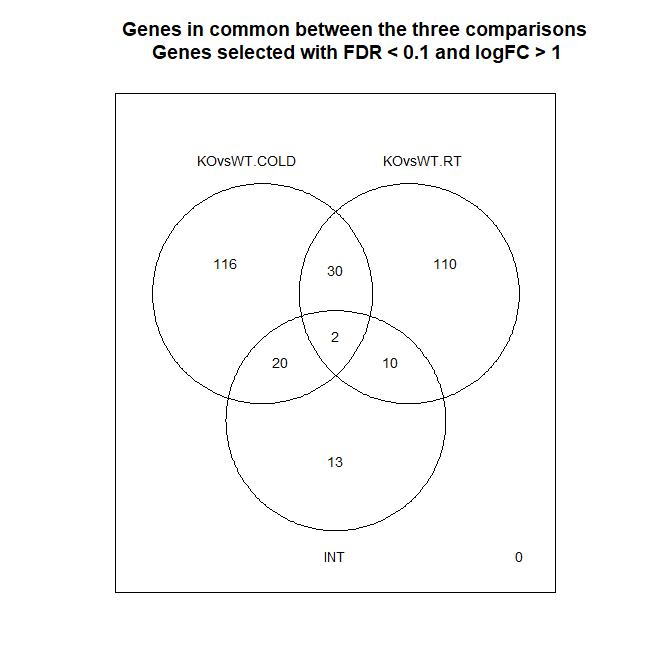 Genes in common between the three comparisons
Genes selected with FDR < 0.1 and logFC > 1
KOvsWT.COLD KOvsWT.RT
116 30 110
2
20 10
13
INT 0